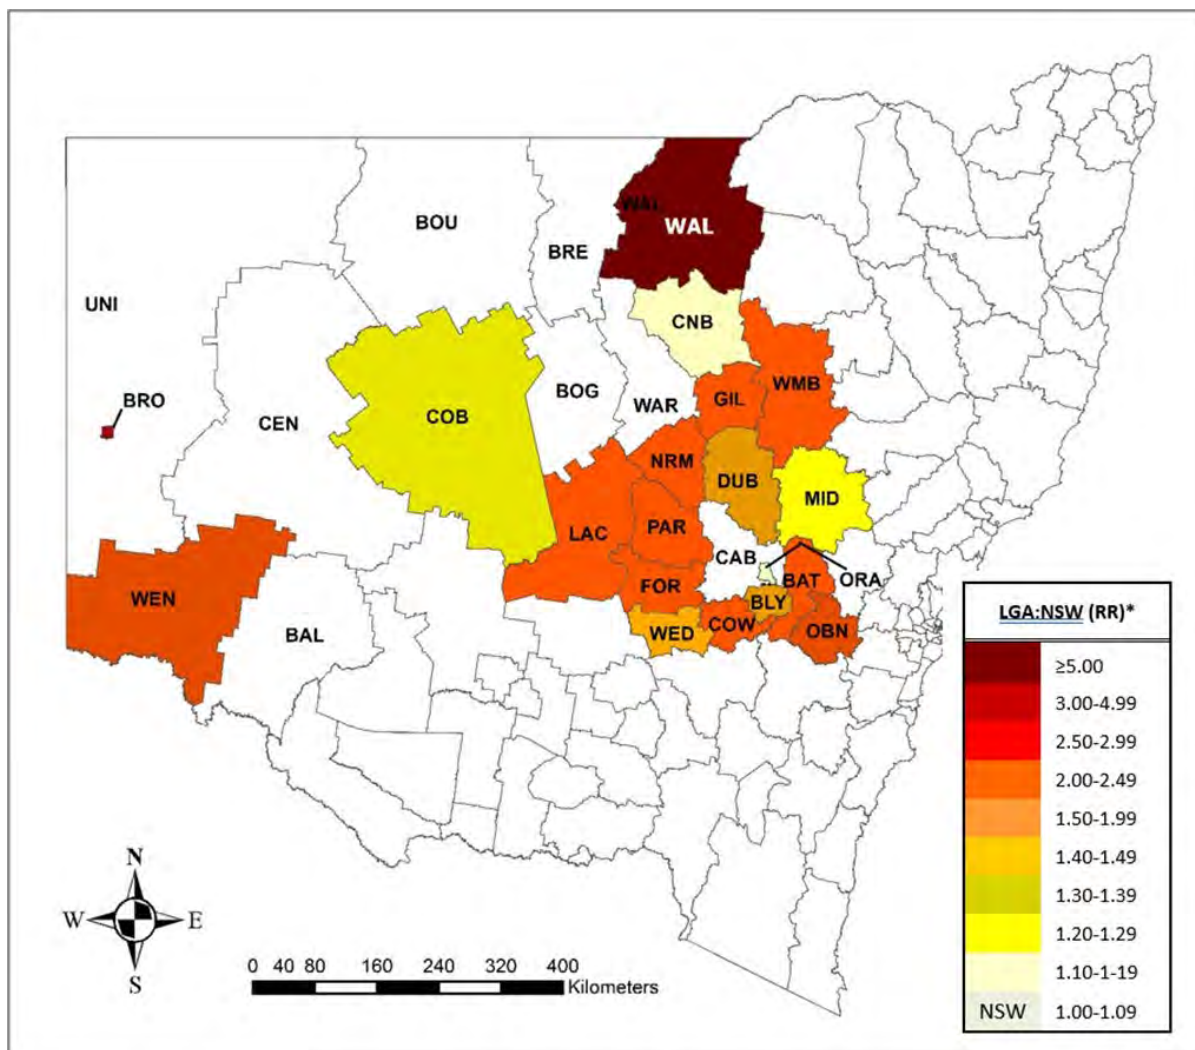 WAL
WAL
BOU
BRE
UNI
CNB
BRO
CEN
COB
BOG
WAR
GIL
WMB
NRM
DUB
MID
LAC
PAR
CAB
ORA
BAT
WEN
FOR
BLY
BAL
WED
COW
OBN
LGA:NSW (RR)*
≥5.00
3.00-4.99
2.50-2.99
2.00-2.49
1.50-1.99
1.40-1.49
1.30-1.39
1.20-1.29
1.10-1-19
NSW 1.00-1.09
N
W E
S
0 40 80 160 240 320 400
Kilometers